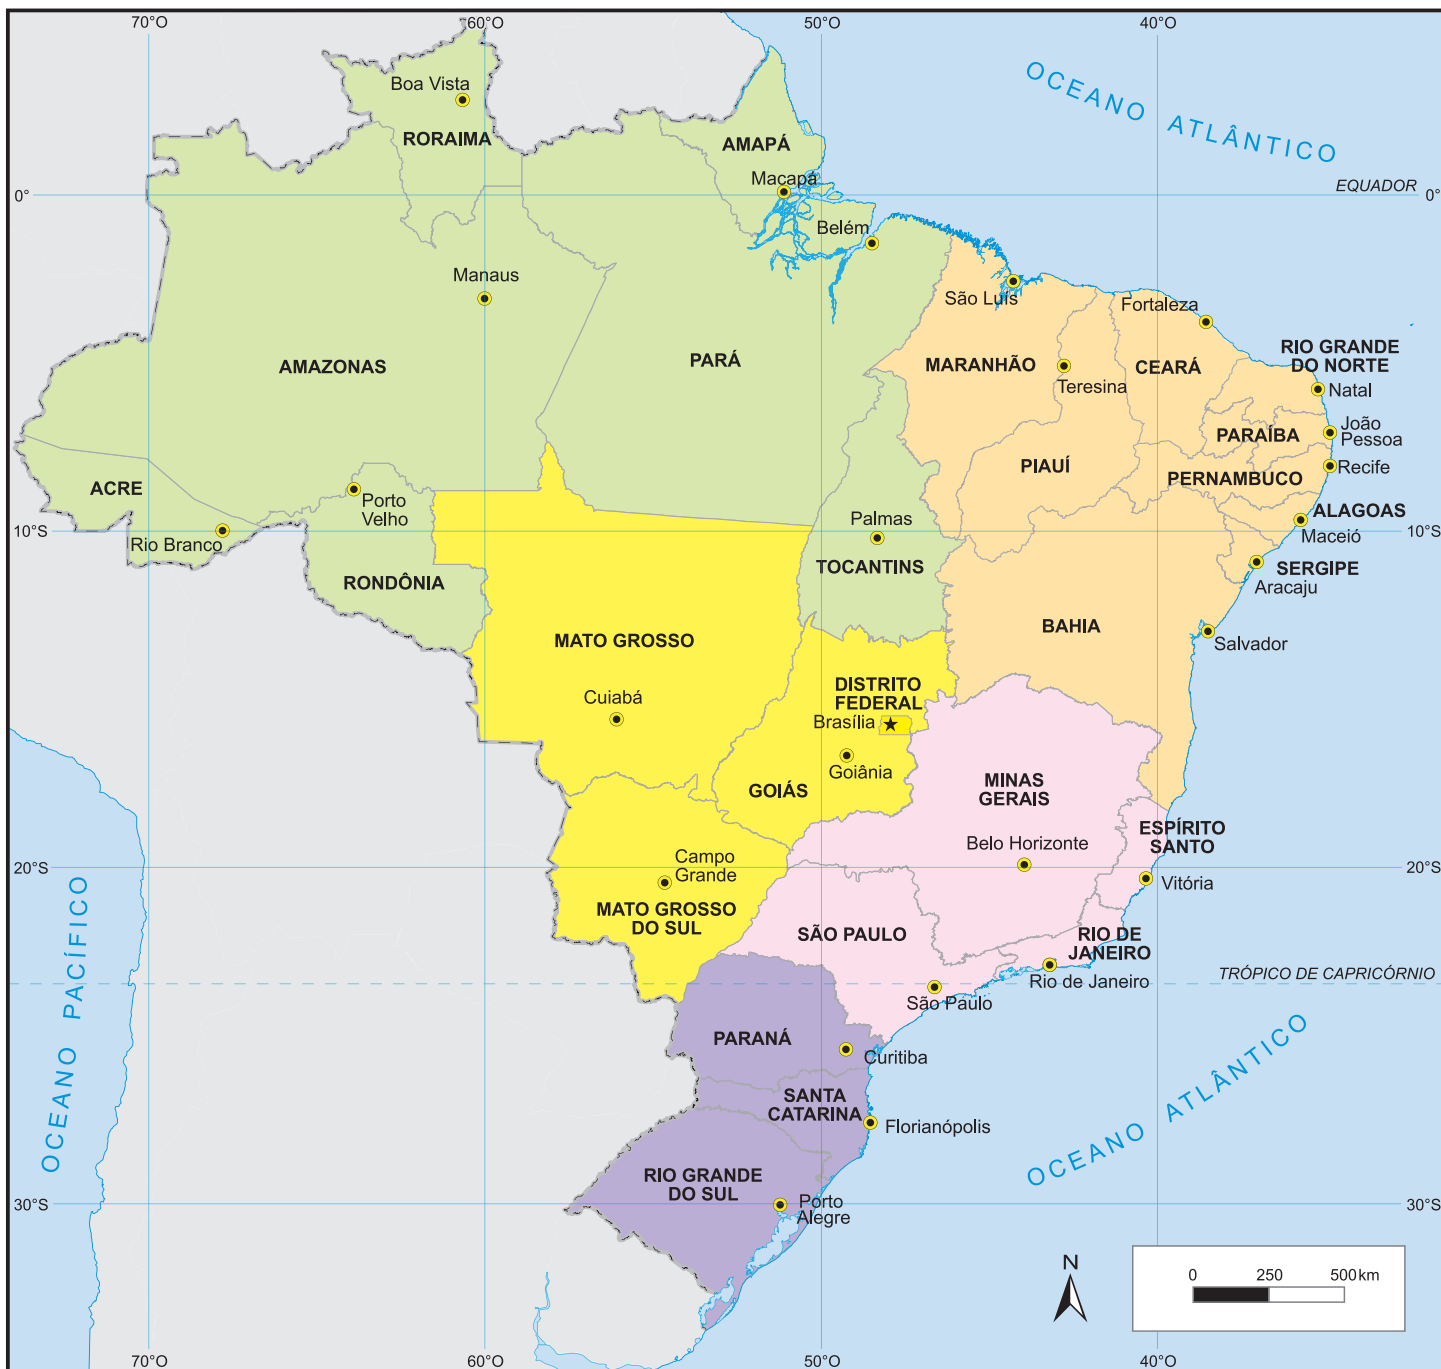 70°O
60°O
50°O
40°O
OCEANO ATLÂNTICO
Boa Vista
RORAIMA
AMAPÁ
Macapá
EQUADOR
0°
0°
Belém
Manaus
São Luís
Fortaleza
AMAZONAS
PARÁ
MARANHÃO
CEARÁ
RIO GRANDE
DO NORTE
Teresina
Natal
PARAÍBA
João
Pessoa
PIAUÍ
PERNAMBUCO
Recife
ACRE
Porto
Velho
ALAGOAS
Palmas
Maceió
10°S
10°S
Rio Branco
RONDÔNIA
TOCANTINS
SERGIPE
Aracaju
BAHIA
MATO GROSSO
Salvador
DISTRITO
FEDERAL
Cuiabá
Brasília
Goiânia
GOIÁS
MINAS
GERAIS
ESPÍRITO
SANTO
Belo Horizonte
Campo
Grande
20°S
20°S
Vitória
MATO GROSSO
DO SUL
SÃO PAULO
RIO DE
JANEIRO
Rio de Janeiro
TRÓPICO DE CAPRICÓRNIO
São Paulo
OCEANO PACÍFICO
PARANÁ
Curitiba
OCEANO ATLÂNTICO
SANTA
CATARINA
Florianópolis
RIO GRANDE
DO SUL
Porto
Alegre
30°S
30°S
N
0 250 500 km
70°O
60°O
50°O
40°O